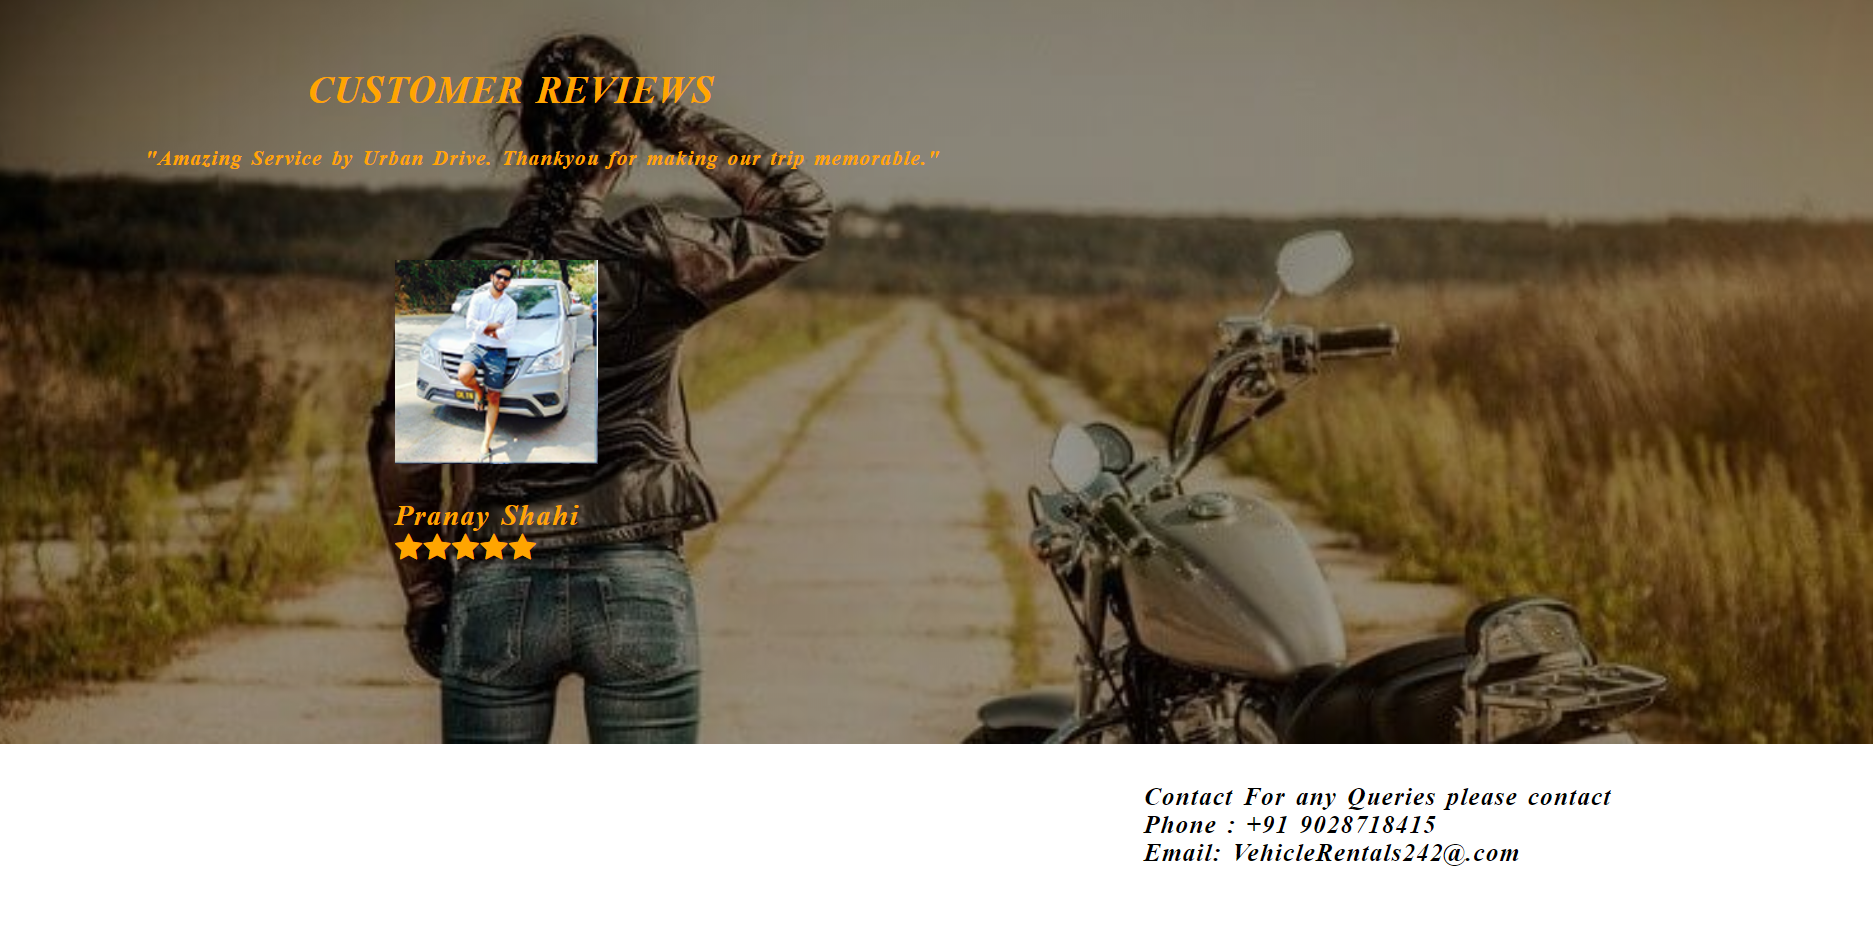 CUSTOMER REVIEWS
"Amazing Service by Urban Drive. Thankyou for making our trip memorable."
Pranay Shahi
Contact For any Queries please contact
Phone : +91 9028718415
Email: VehicleRentals242@.com